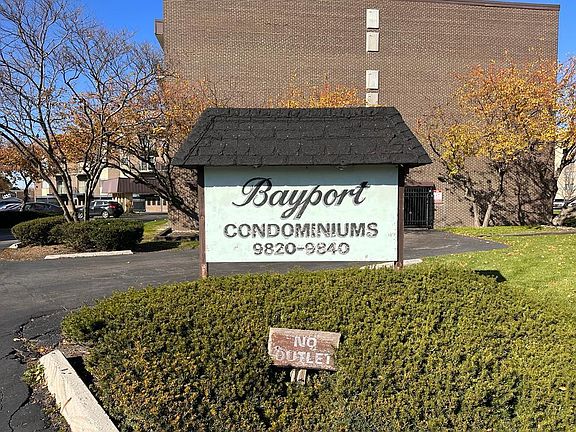 Bayport
CONDOMINIUMS
9820-9840
NO
OUTLET